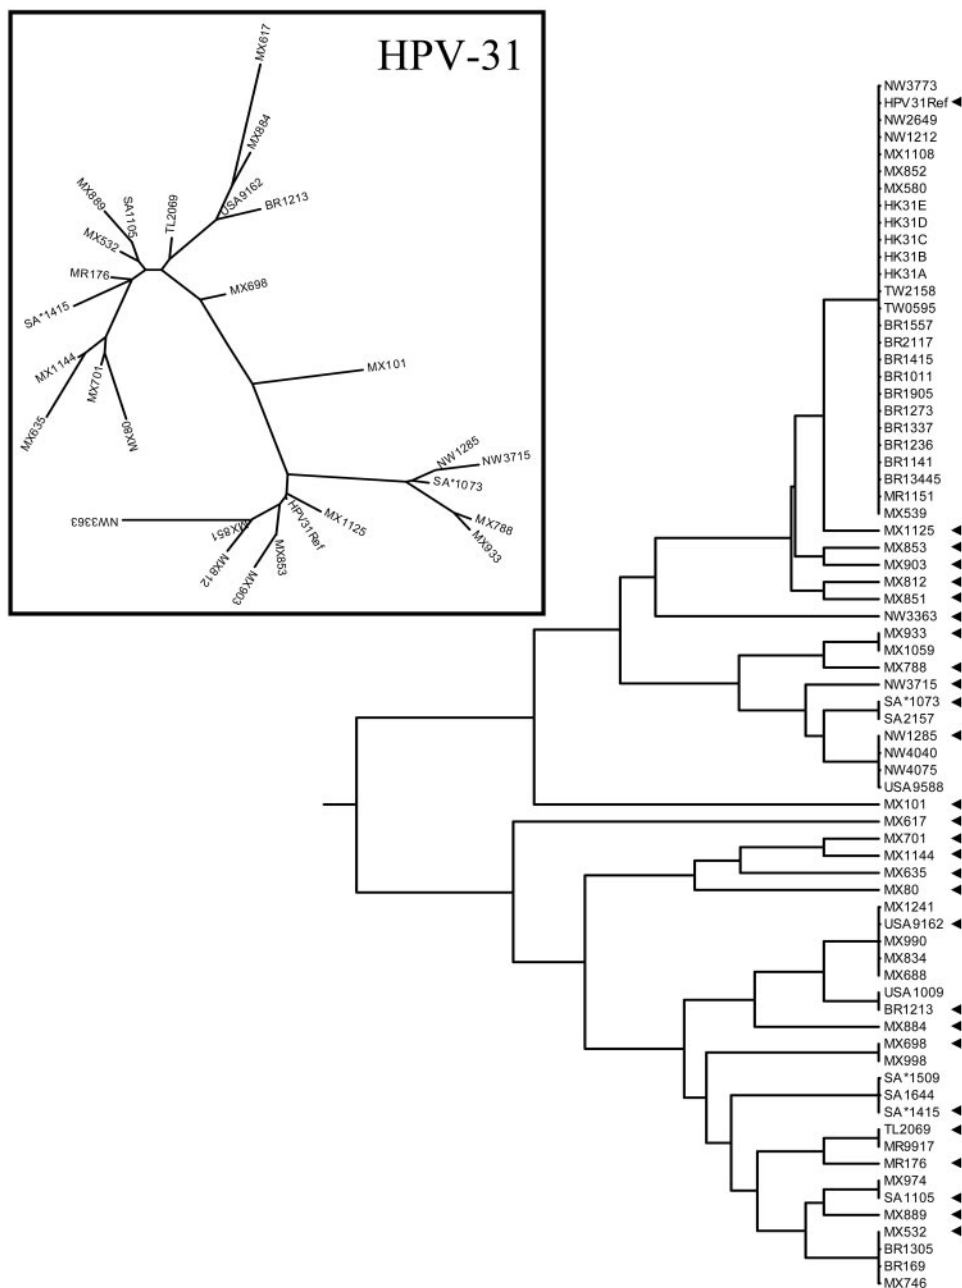 HPV-31
MX617
MX884
USA9162
BR1213
TL2069
SA1105
MX889
MX532
MR176
SA*1415
MX698
MX1144
MX701
MX635
MX80
MX101
NW1285
NW3715
SA*1073
MX788
MX933
MX1125
HPV31Ref
NW3363
MX851
MX812
MX853
MX903
NW3773
HPV31Ref
NW2649
NW1212
MX1108
MX852
MX580
HK31E
HK31D
HK31C
HK31B
HK31A
TW2158
TW0595
BR1557
BR2117
BR1415
BR1011
BR1905
BR1273
BR1337
BR1236
BR1141
BR13445
MR1151
MX539
MX1125
MX853
MX903
MX812
MX851
NW3363
MX933
MX1059
MX788
NW3715
SA*1073
SA2157
NW1285
NW4040
NW4075
USA9588
MX101
MX617
MX701
MX1144
MX635
MX80
MX1241
USA9162
MX990
MX834
MX688
USA1009
BR1213
MX884
MX698
MX998
SA*1509
SA1644
SA*1415
TL2069
MR9917
MR176
MX974
SA1105
MX889
MX532
BR1305
BR169
MX746